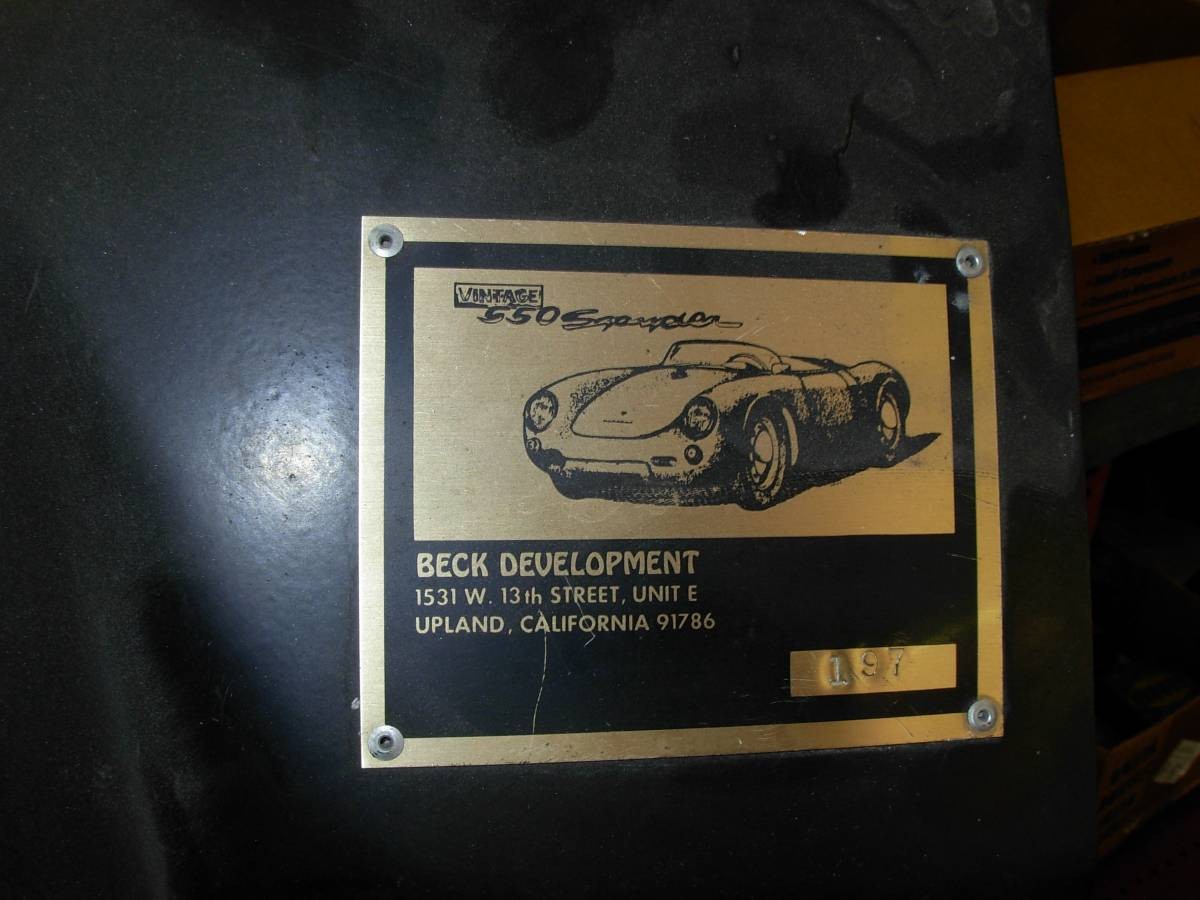 VINTAGE
550 Spyder
BECK DEVELOPMENT
1531 W. 13th STREET, UNIT E
UPLAND, CALIFORNIA 91786
197